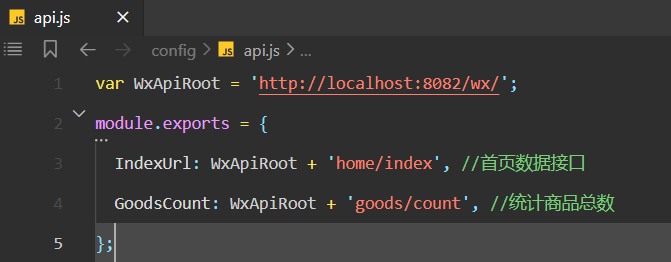 JS api.js ×
config > JS api.js > ...
1 var WxApiRoot = 'http://localhost:8082/wx/';
2 module.exports = {
3 IndexUrl: WxApiRoot + 'home/index', //首页数据接口
4 GoodsCount: WxApiRoot + 'goods/count', //统计商品总数
5 };